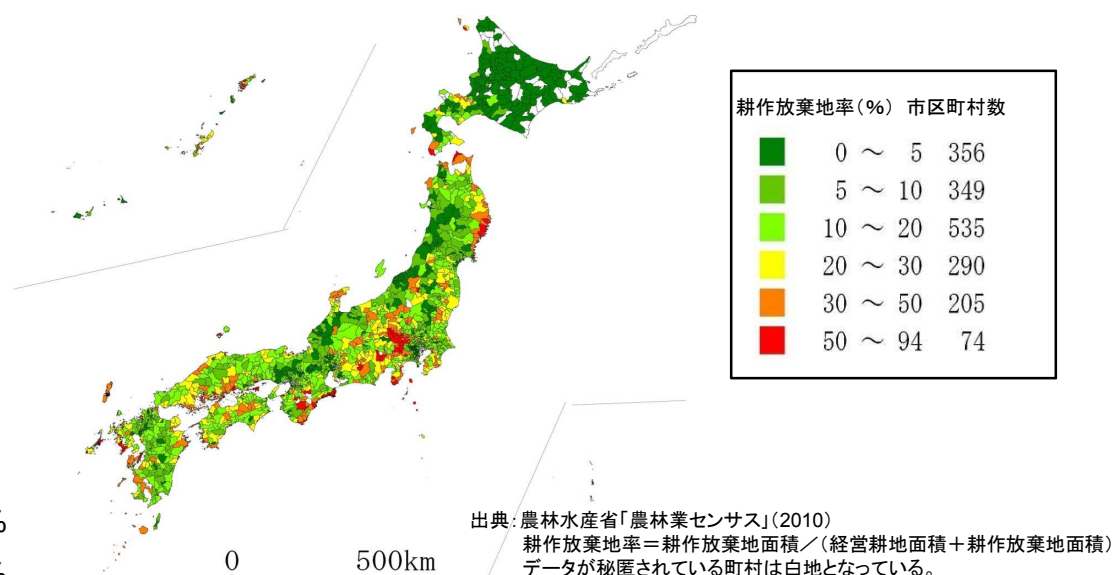 耕作放棄地率(%) 市区町村数
0 ～ 5 356
5 ～ 10 349
10 ～ 20 535
20 ～ 30 290
30 ～ 50 205
50 ～ 94 74
%
%
0 500km
出典：農林水産省「農林業センサス」(2010)
耕作放棄地率＝耕作放棄地面積／(経営耕地面積＋耕作放棄地面積)
データが秘匿されている町村は白地となっている。